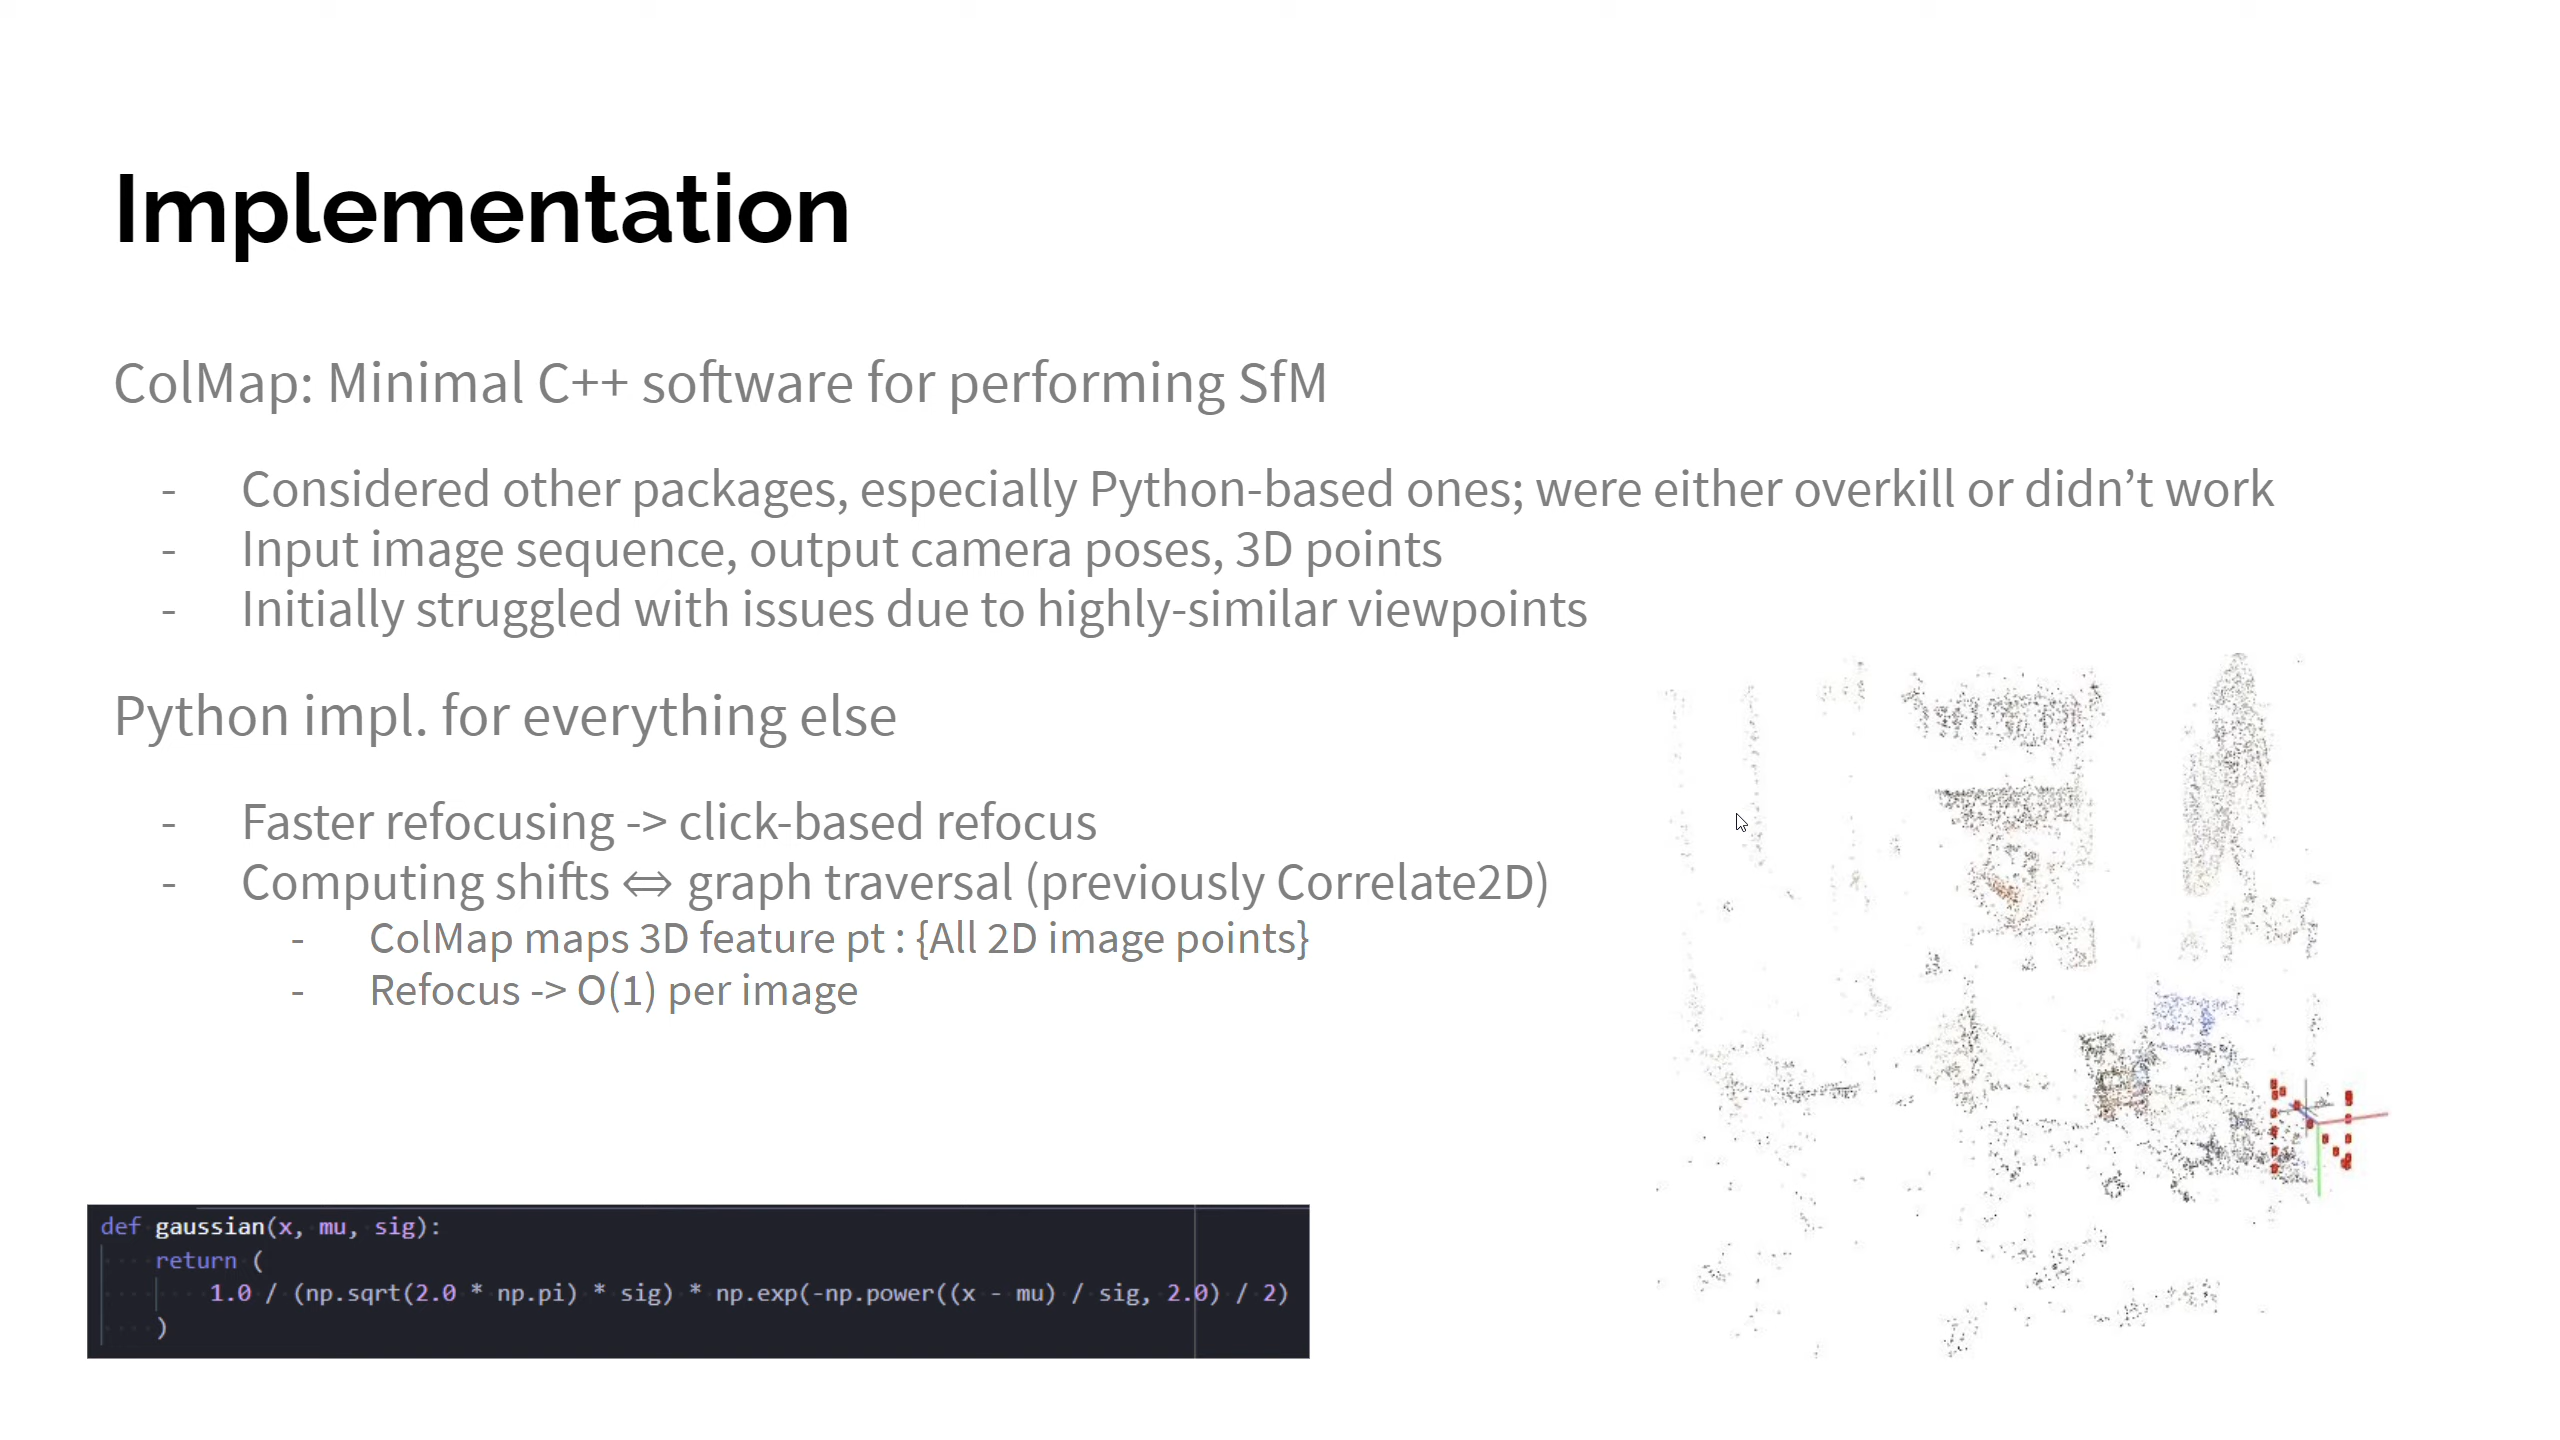 Implementation
ColMap: Minimal C++ software for performing SfM
- Considered other packages, especially Python-based ones; were either overkill or didn’t work
- Input image sequence, output camera poses, 3D points
- Initially struggled with issues due to highly-similar viewpoints
Python impl. for everything else
- Faster refocusing -> click-based refocus
- Computing shifts ⇔ graph traversal (previously Correlate2D)
- ColMap maps 3D feature pt : {All 2D image points}
- Refocus -> O(1) per image
def gaussian(x, mu, sig):
return (
1.0 / (np.sqrt(2.0 * np.pi) * sig) * np.exp(-np.power((x - mu) / sig, 2.0) / 2)
)